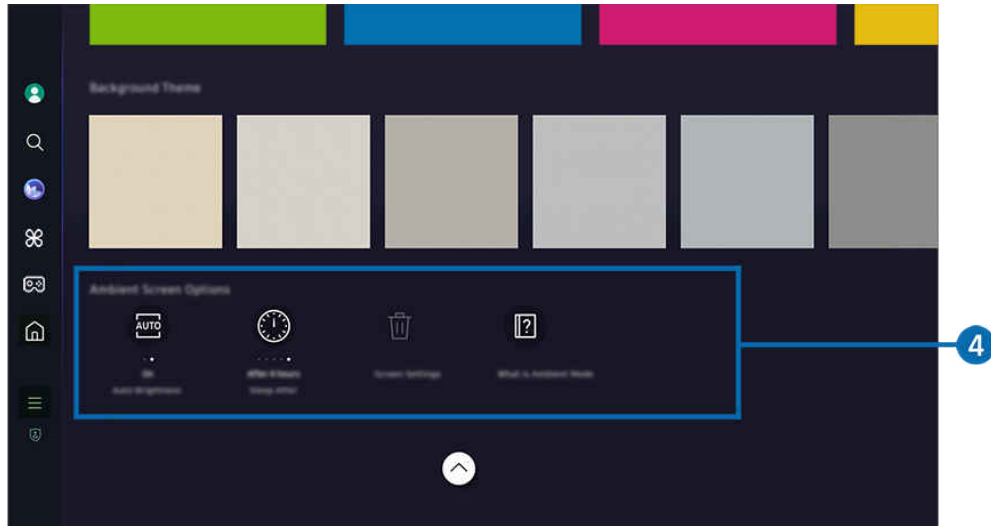 Background Theme
Ambient Screen Options
AUTO
On
After 8 hours
Auto Brightness
Sleep After
Screen Settings
What is Ambient Mode
4